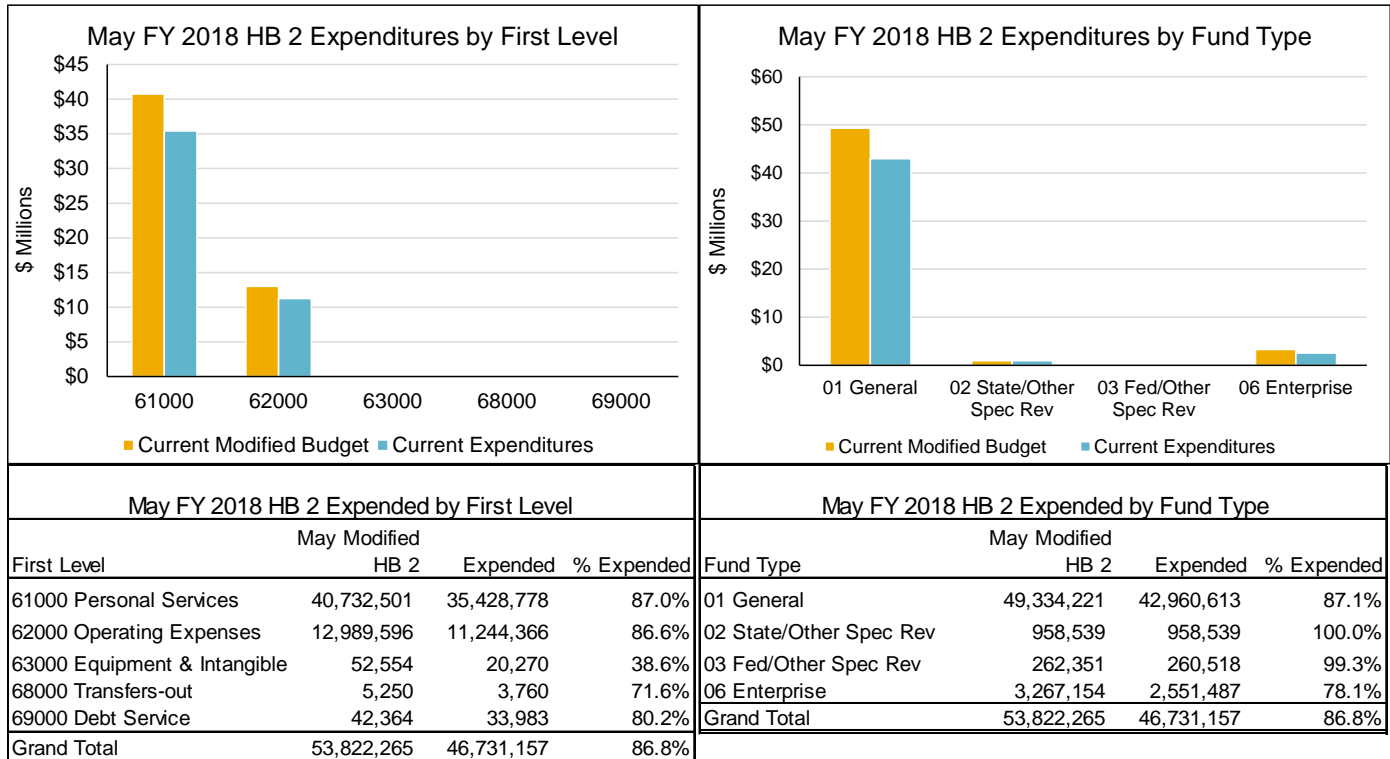 May FY 2018 HB 2 Expenditures by First Level
$45
$40
$35
$30
$25
$20
$15
$10
$5
$0
$ Millions
61000 62000 63000 68000 69000
Current Modified Budget Current Expenditures
May FY 2018 HB 2 Expenditures by Fund Type
$60
$50
$40
$30
$20
$10
$0
$ Millions
01 General 02 State/Other Spec Rev 03 Fed/Other Spec Rev 06 Enterprise
Current Modified Budget Current Expenditures
May FY 2018 HB 2 Expended by First Level
May Modified
First Level HB 2 Expended % Expended
61000 Personal Services 40,732,501 35,428,778 87.0%
62000 Operating Expenses 12,989,596 11,244,366 86.6%
63000 Equipment & Intangible 52,554 20,270 38.6%
68000 Transfers-out 5,250 3,760 71.6%
69000 Debt Service 42,364 33,983 80.2%
Grand Total 53,822,265 46,731,157 86.8%
May FY 2018 HB 2 Expended by Fund Type
May Modified
Fund Type HB 2 Expended % Expended
01 General 49,334,221 42,960,613 87.1%
02 State/Other Spec Rev 958,539 958,539 100.0%
03 Fed/Other Spec Rev 262,351 260,518 99.3%
06 Enterprise 3,267,154 2,551,487 78.1%
Grand Total 53,822,265 46,731,157 86.8%